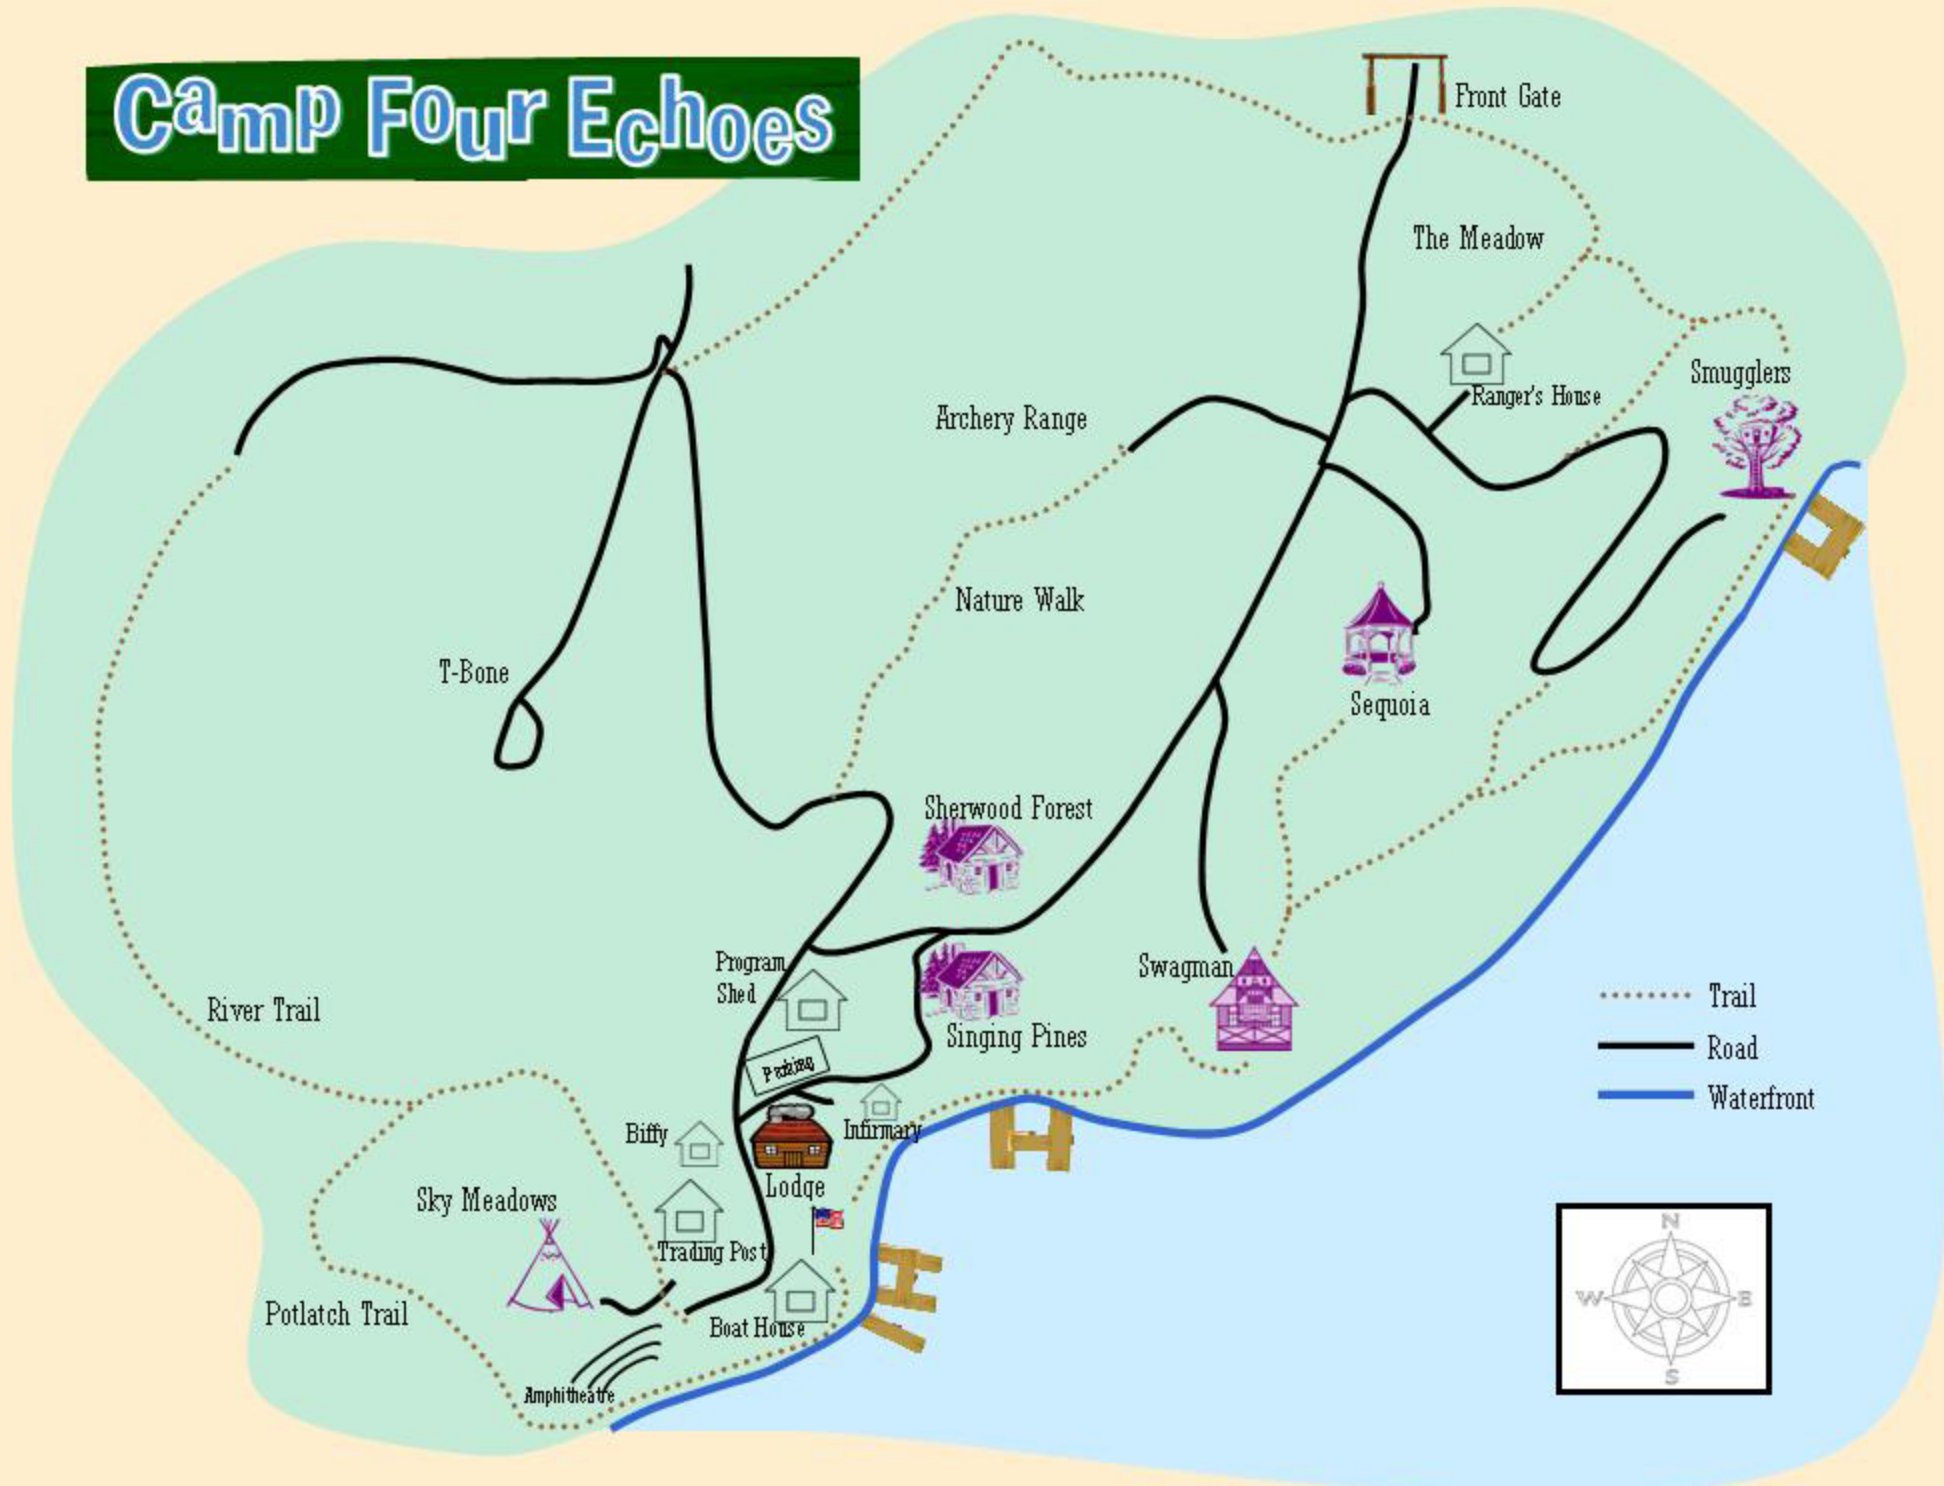 Camp Four Echoes
Front Gate
The Meadow
Ranger's House
Smugglers
Archery Range
Nature Walk
T-Bone
Sequoia
Sherwood Forest
Program
Shed
Swagman
River Trail
Singing Pines
Parking
Trail
Road
Waterfront
Biffy
Infirmary
Lodge
Sky Meadows
Trading Post
Potlatch Trail
Boat House
Amphitheatre
N
W
E
S